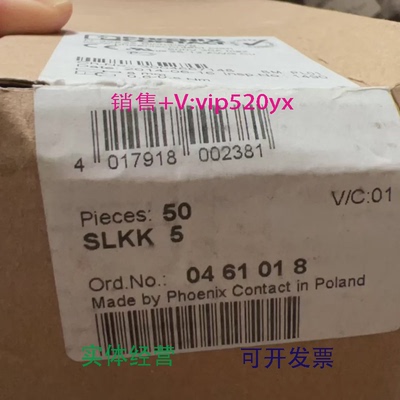 销售+V:vip520yx
4 017918 002381
V/C:01
Pieces: 50
SLKK 5
Ord.No.: 04 61 01 8
Made by Phoenix Contact in Poland
实体经营 可开发票